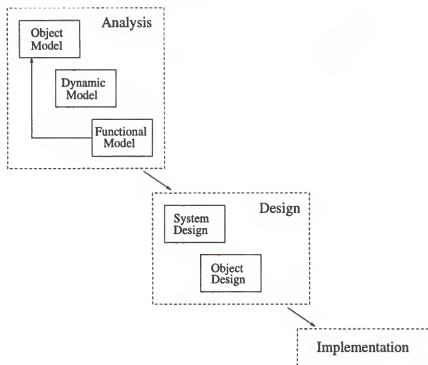 Analysis
Object
Model
Dynamic
Model
Functional
Model
Design
System
Design
Object
Design
Implementation